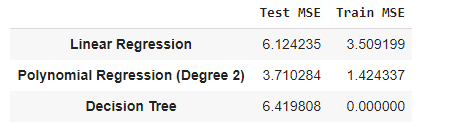 Test MSE Train MSE
Linear Regression 6.124235 3.509199
Polynomial Regression (Degree 2) 3.710284 1.424337
Decision Tree 6.419808 0.000000